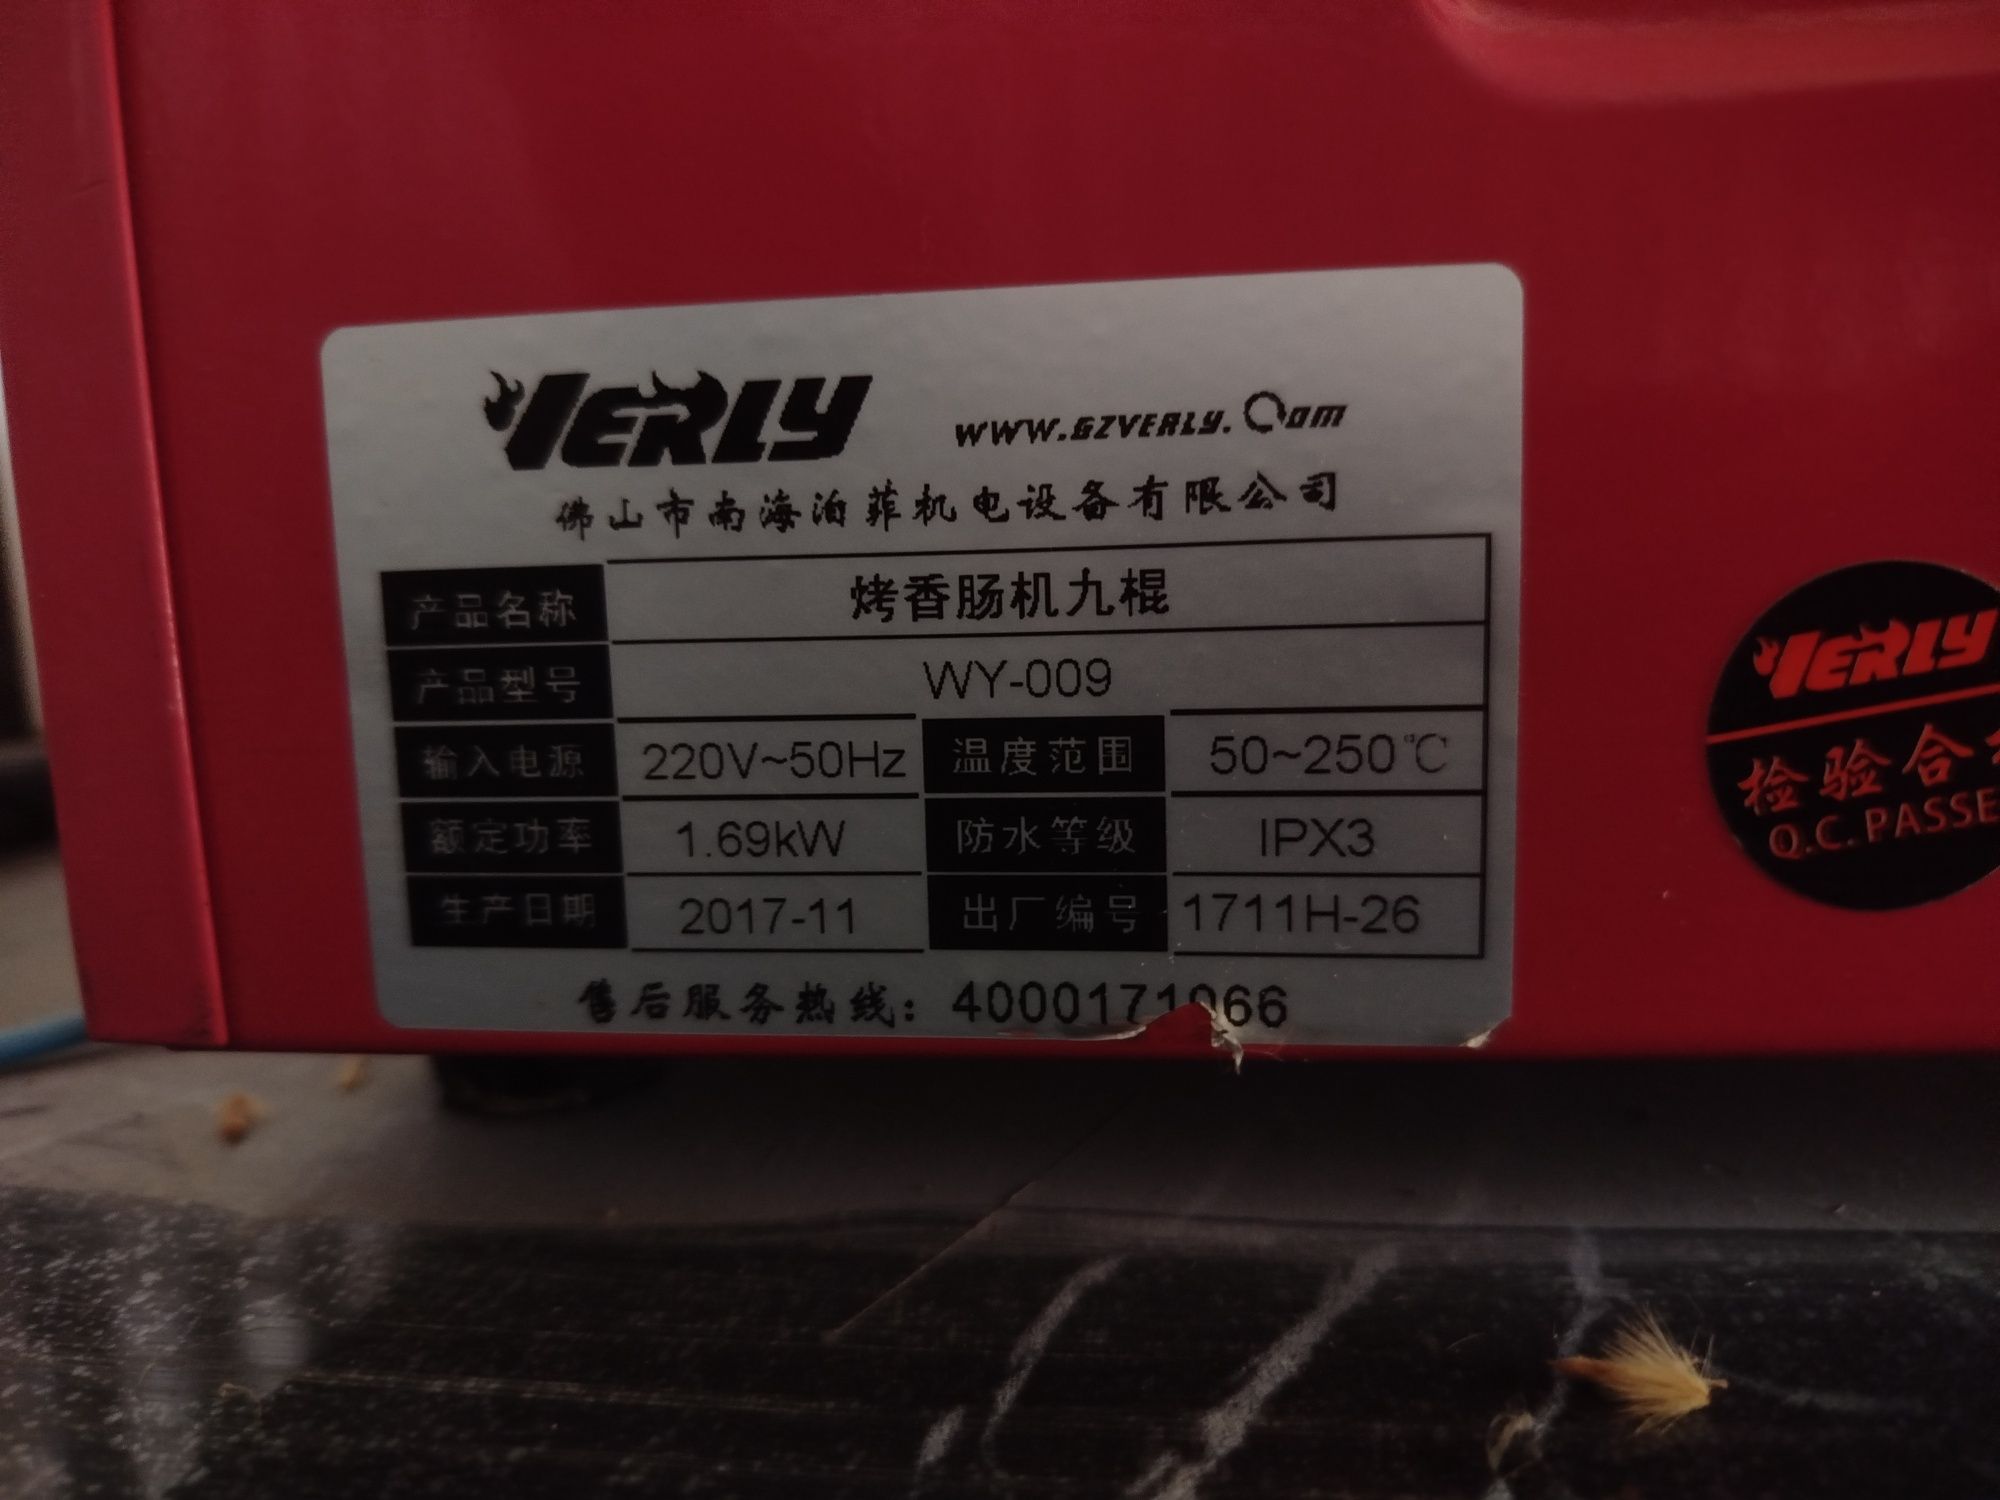 VERLY www.GZVERLY.Com
佛山市南海泊菲机电设备有限公司
产品名称 烤香肠机九棍
产品型号 WY-009
输入电源 220V~50Hz 温度范围 50~250℃
额定功率 1.69kW 防水等级 IPX3
生产日期 2017-11 出厂编号 1711H-26
售后服务热线: 4000171066
VERLY
检验合
Q.C.PASSE